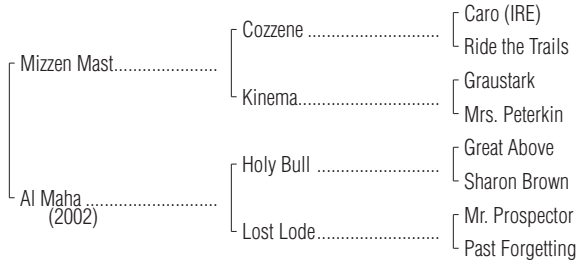 Caro (IRE)
Cozzene
Ride the Trails
Mizzen Mast
Graustark
Kinema
Mrs. Peterkin
Great Above
Holy Bull
Sharon Brown
Al Maha
(2002)
Mr. Prospector
Lost Lode
Past Forgetting